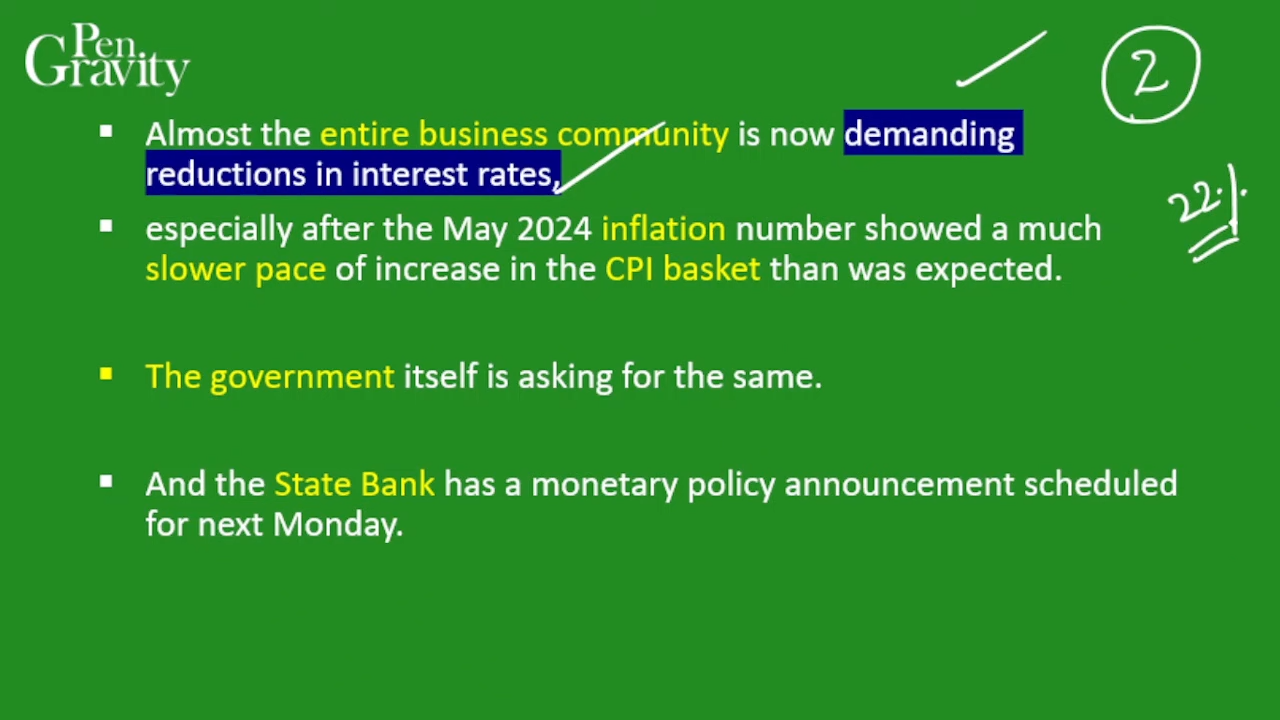 Pen
Gravity
2
▪ Almost the entire business community is now demanding
reductions in interest rates,
22%
▪ especially after the May 2024 inflation number showed a much
slower pace of increase in the CPI basket than was expected.
▪ The government itself is asking for the same.
▪ And the State Bank has a monetary policy announcement scheduled
for next Monday.